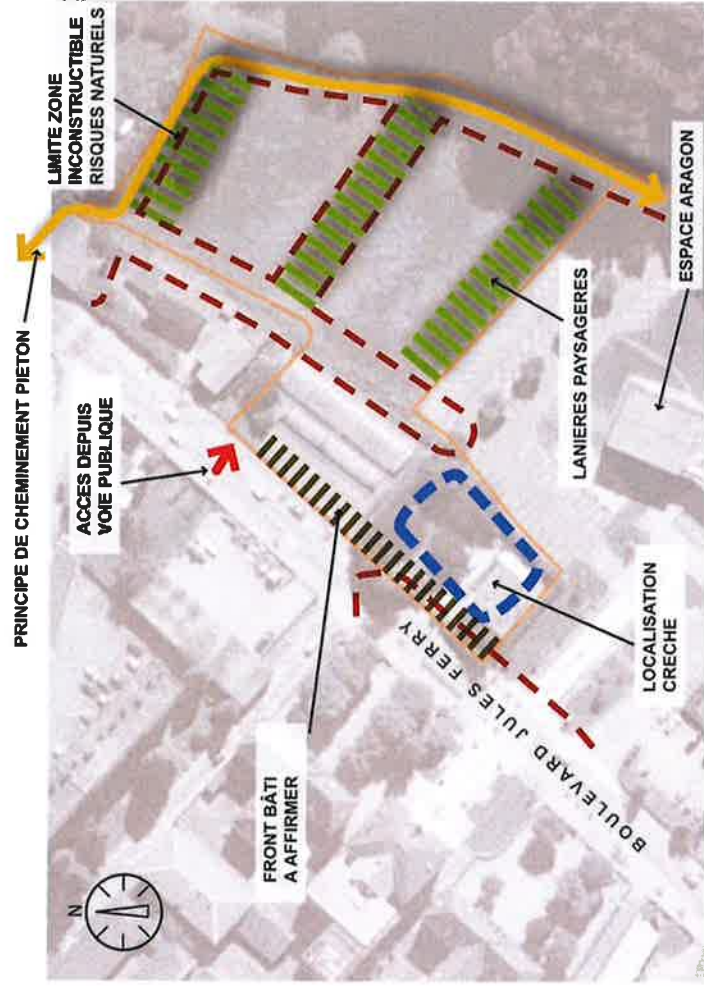 PRINCIPE DE CHEMINEMENT PIETON
LIMITE ZONE
INCONSTRUCTIBLE
RISQUES NATURELS
ACCES DEPUIS
VOIE PUBLIQUE
FRONT BÂTI
A AFFIRMER
N
BOULEVARD JULES FERRY
LOCALISATION
CRECHE
LANIERES PAYSAGERES
ESPACE ARAGON